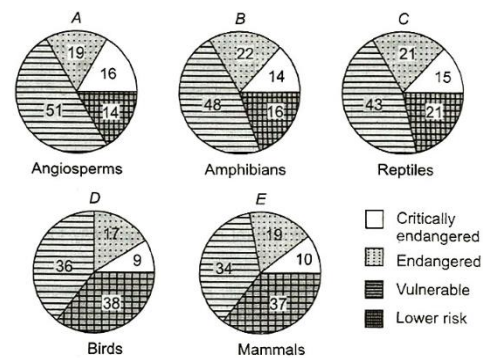 A
19
16
51
14
Angiosperms
B
22
14
48
16
Amphibians
C
21
15
43
21
Reptiles
D
17
36
9
38
Birds
E
19
34
10
37
Mammals
Critically
endangered
Endangered
Vulnerable
Lower risk